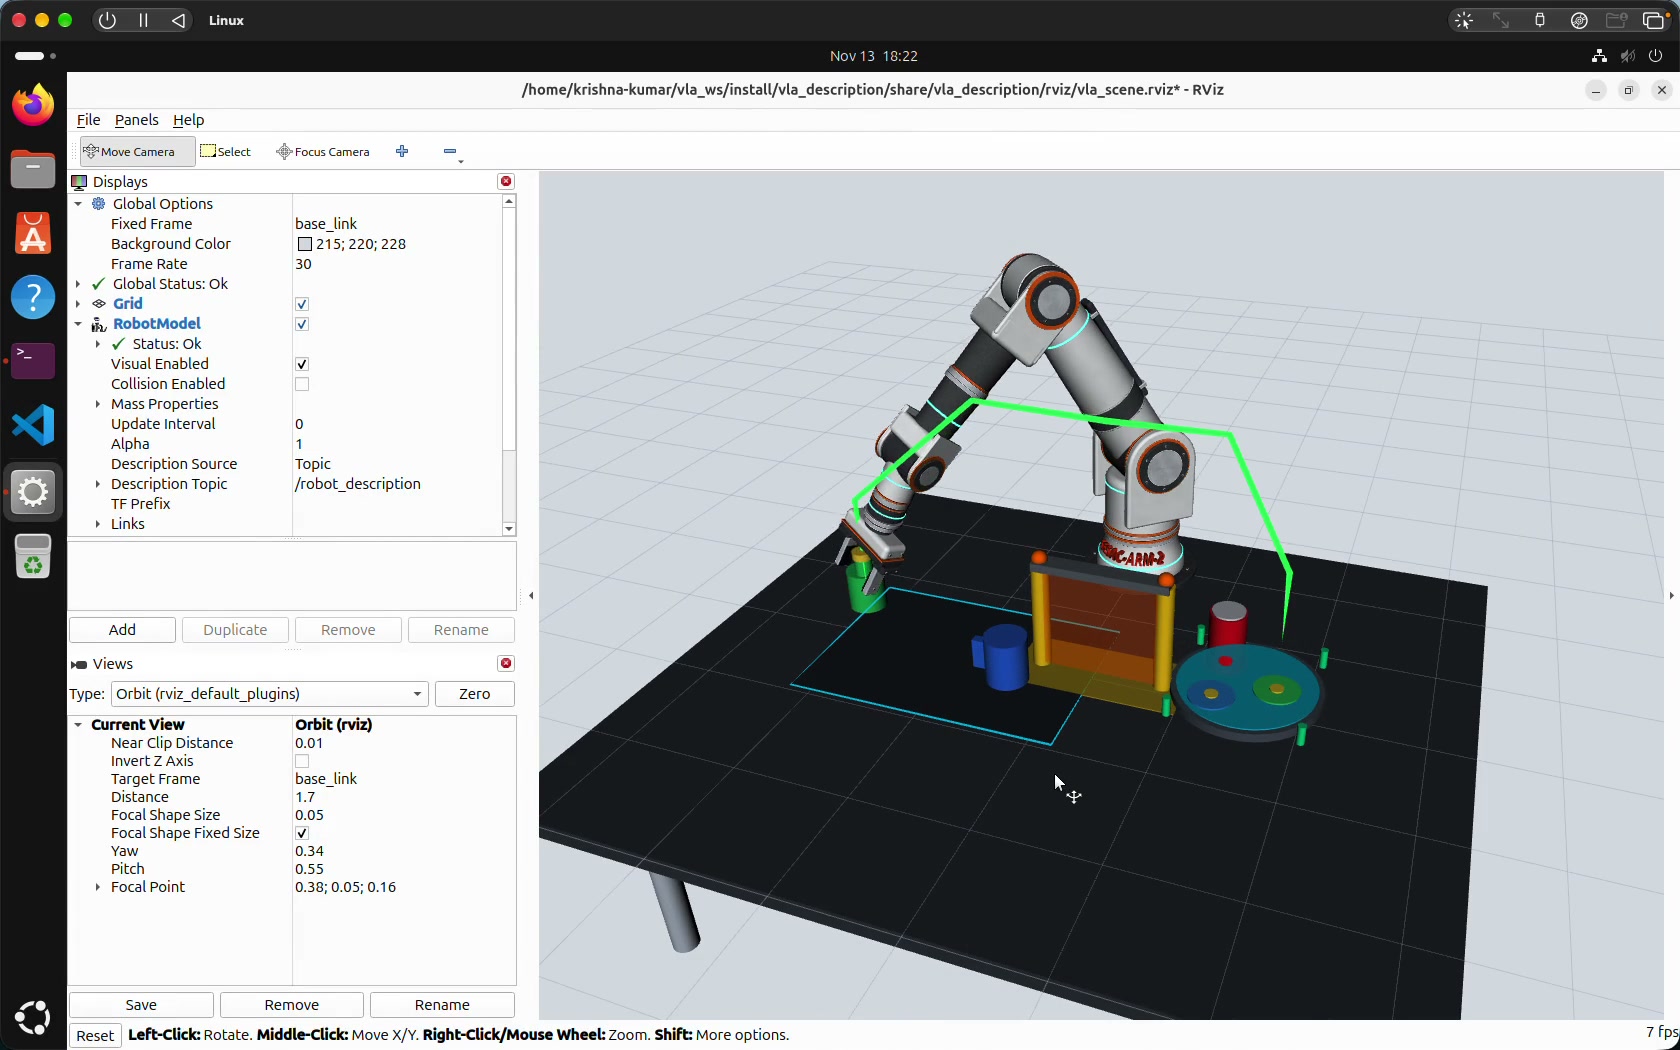 Linux
Nov 13 18:22
/home/krishna-kumar/vla_ws/install/vla_description/share/vla_description/rviz/vla_scene.rviz* - RViz
File Panels Help
Move Camera Select Focus Camera
Displays
Global Options
Fixed Frame base_link
Background Color 215; 220; 228
Frame Rate 30
Global Status: Ok
Grid
RobotModel
Status: Ok
Visual Enabled
Collision Enabled
Mass Properties
Update Interval 0
Alpha 1
Description Source Topic
Description Topic /robot_description
TF Prefix
Links
Add Duplicate Remove Rename
Views
Type: Orbit (rviz_default_plugins) Zero
Current View Orbit (rviz)
Near Clip Distance 0.01
Invert Z Axis
Target Frame base_link
Distance 1.7
Focal Shape Size 0.05
Focal Shape Fixed Size
Yaw 0.34
Pitch 0.55
Focal Point 0.38; 0.05; 0.16
Save Remove Rename
Reset Left-Click: Rotate. Middle-Click: Move X/Y. Right-Click/Mouse Wheel: Zoom. Shift: More options.
7 fps